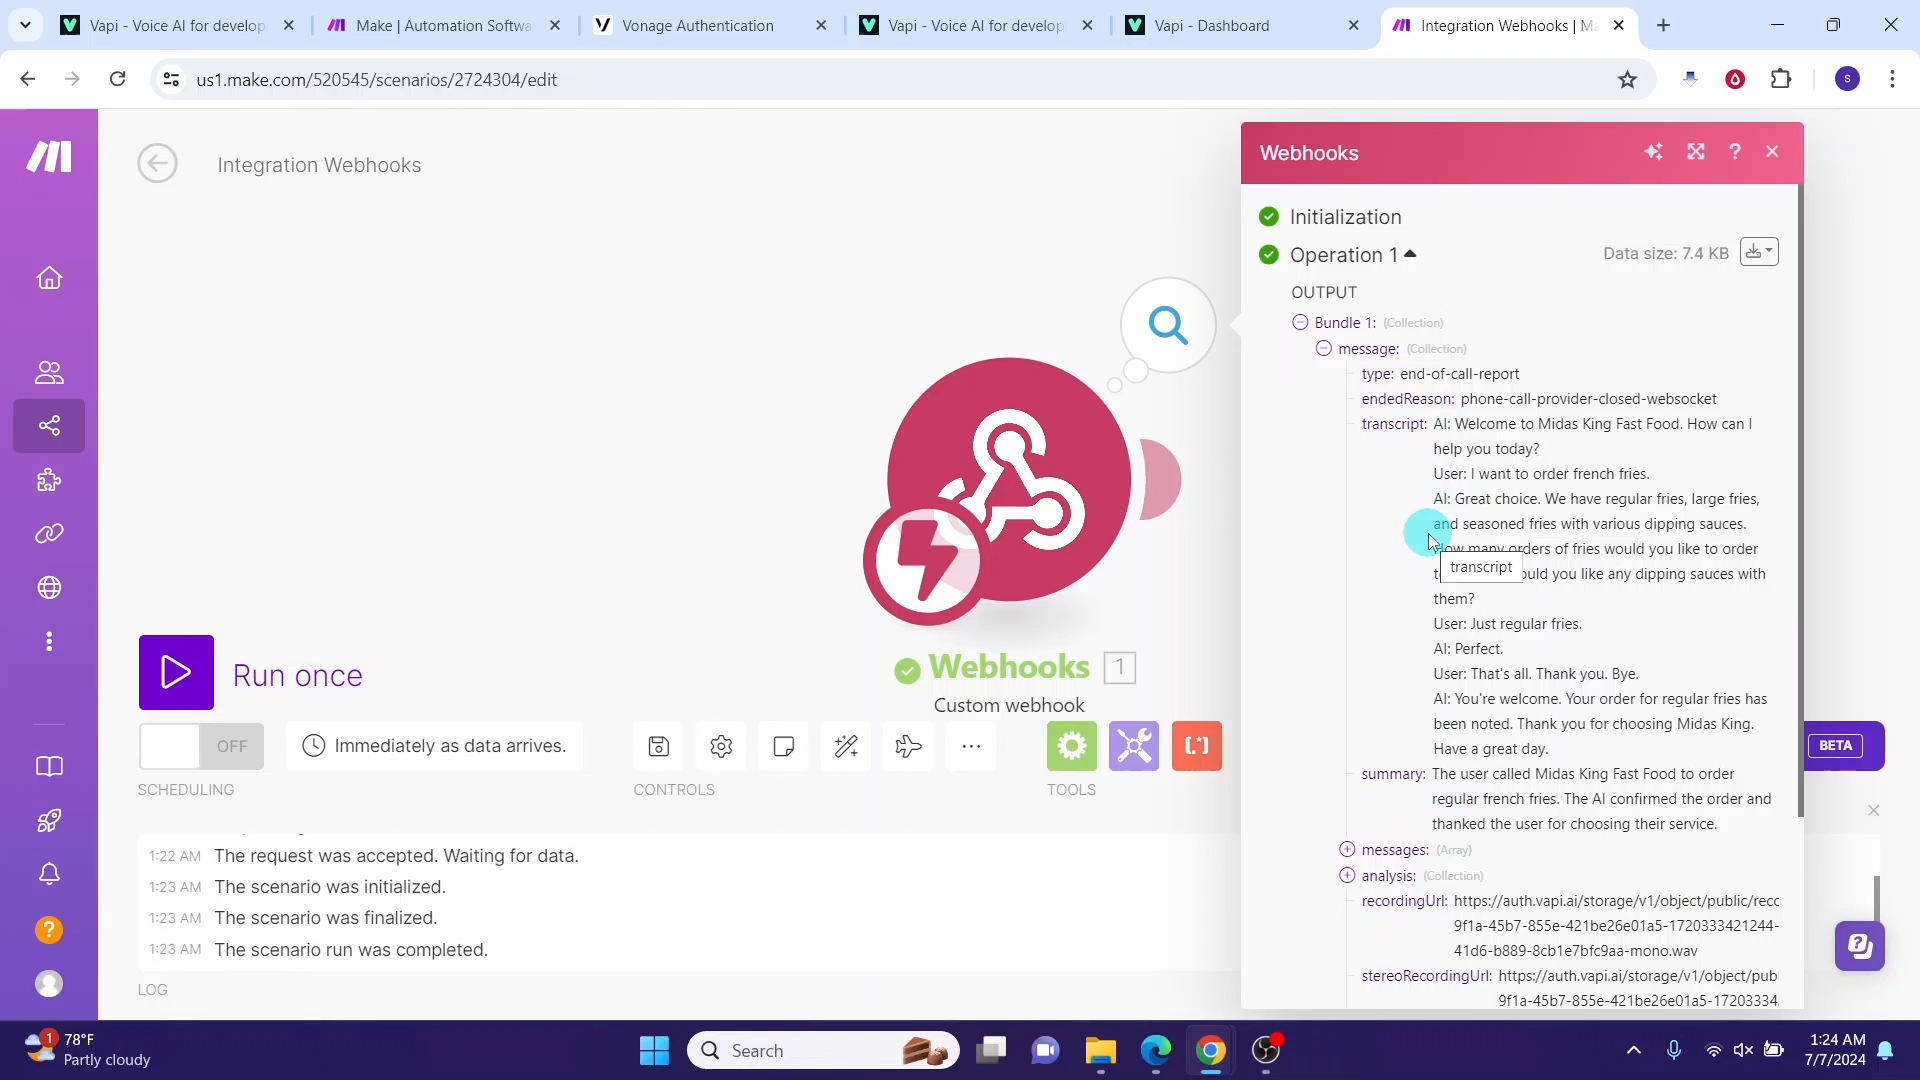 Vapi - Voice AI for develop
Make | Automation Softwa
Vonage Authentication
Vapi - Voice AI for develop
Vapi - Dashboard
Integration Webhooks | Ma
us1.make.com/520545/scenarios/2724304/edit
S
Integration Webhooks
Webhooks
Initialization
Operation 1
Data size: 7.4 KB
OUTPUT
Bundle 1: (Collection)
message: (Collection)
type: end-of-call-report
endedReason: phone-call-provider-closed-websocket
transcript: AI: Welcome to Midas King Fast Food. How can I
help you today?
User: I want to order french fries.
AI: Great choice. We have regular fries, large fries,
and seasoned fries with various dipping sauces.
How many orders of fries would you like to order
would you like any dipping sauces with
transcript
them?
User: Just regular fries.
AI: Perfect.
User: That's all. Thank you. Bye.
AI: You're welcome. Your order for regular fries has
been noted. Thank you for choosing Midas King.
Have a great day.
summary: The user called Midas King Fast Food to order
regular french fries. The AI confirmed the order and
thanked the user for choosing their service.
messages: (Array)
analysis: (Collection)
recordingUrl: https://auth.vapi.ai/storage/v1/object/public/recc
9f1a-45b7-855e-421be26e01a5-1720333421244-
41d6-b889-8cb1e7bfc9aa-mono.wav
stereoRecordingUrl: https://auth.vapi.ai/storage/v1/object/pub
9f1a-45b7-855e-421be26e01a5-17203334
Webhooks 1
Custom webhook
Run once
OFF
Immediately as data arrives.
SCHEDULING
CONTROLS
TOOLS
BETA
1:22 AM The request was accepted. Waiting for data.
1:23 AM The scenario was initialized.
1:23 AM The scenario was finalized.
1:23 AM The scenario run was completed.
LOG
1
78°F
Partly cloudy
Search
1:24 AM
7/7/2024